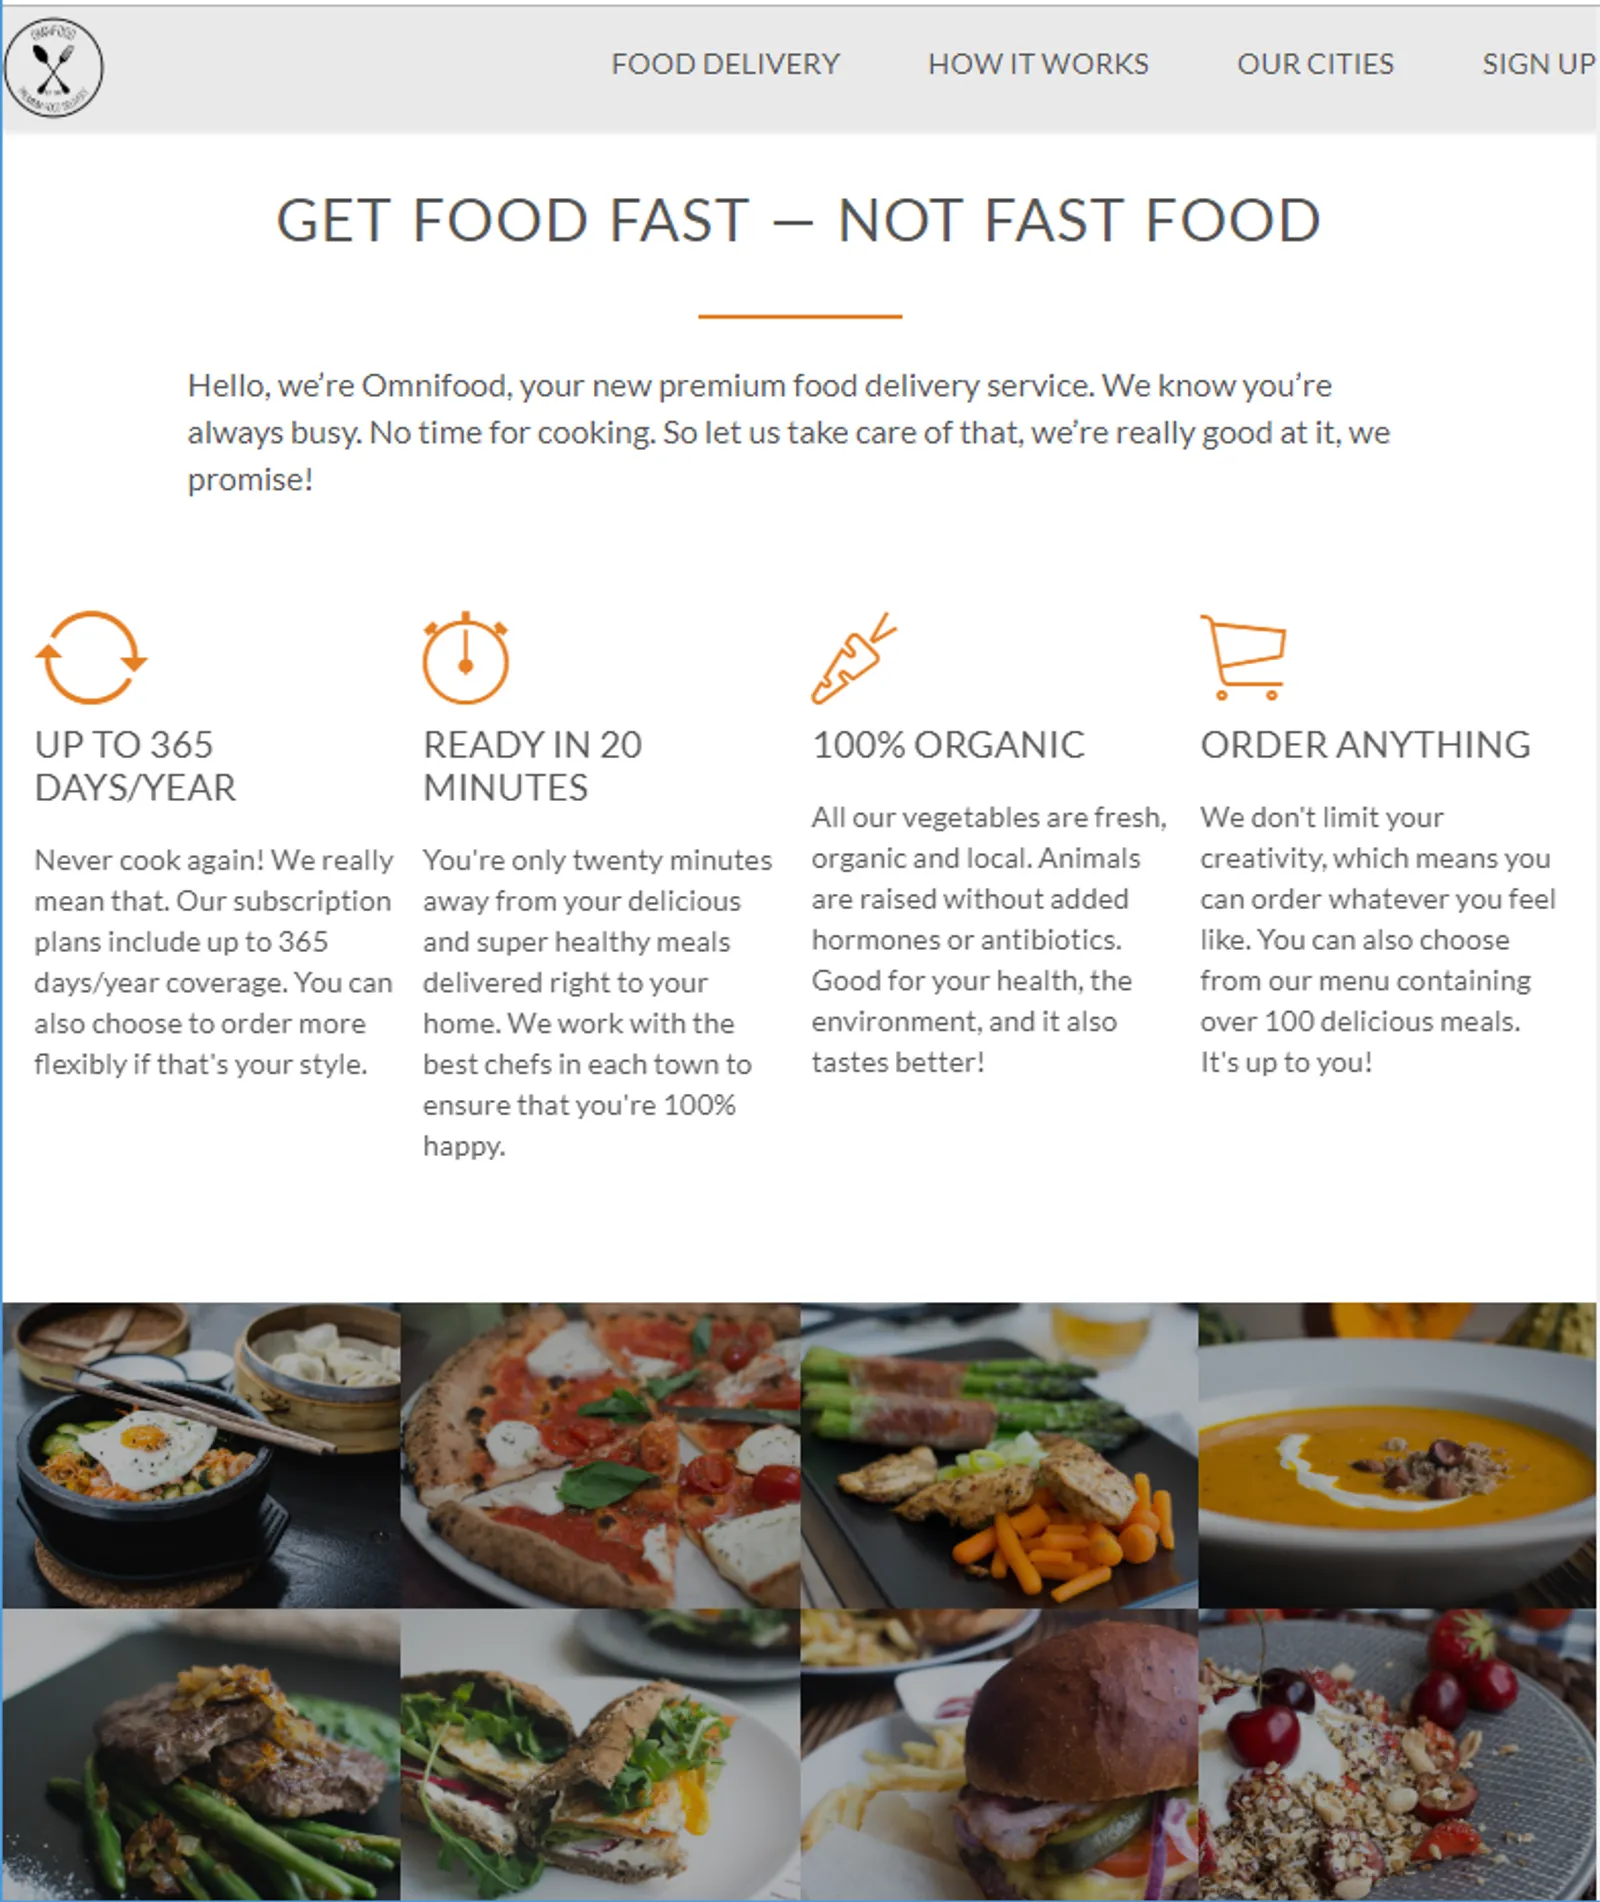 OMNIFOOD
PREMIUM FOOD DELIVERY
FOOD DELIVERY HOW IT WORKS OUR CITIES SIGN UP
GET FOOD FAST — NOT FAST FOOD
Hello, we’re Omnifood, your new premium food delivery service. We know you’re
always busy. No time for cooking. So let us take care of that, we’re really good at it, we
promise!
UP TO 365
DAYS/YEAR
Never cook again! We really
mean that. Our subscription
plans include up to 365
days/year coverage. You can
also choose to order more
flexibly if that's your style.
READY IN 20
MINUTES
You're only twenty minutes
away from your delicious
and super healthy meals
delivered right to your
home. We work with the
best chefs in each town to
ensure that you're 100%
happy.
100% ORGANIC
All our vegetables are fresh,
organic and local. Animals
are raised without added
hormones or antibiotics.
Good for your health, the
environment, and it also
tastes better!
ORDER ANYTHING
We don't limit your
creativity, which means you
can order whatever you feel
like. You can also choose
from our menu containing
over 100 delicious meals.
It's up to you!